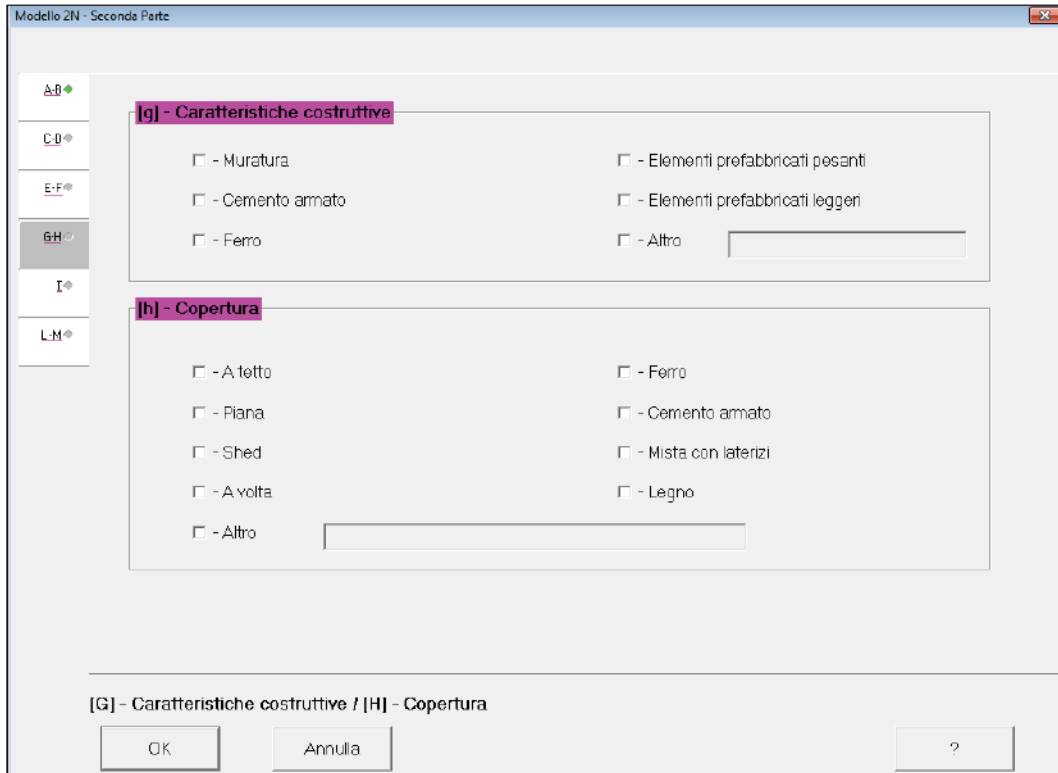 Modello 2N - Seconda Parte
A-B
C-D
E-F
G-H
I
L-M
[g] - Caratteristiche costruttive
- Muratura
- Elementi prefabbricati pesanti
- Cemento armato
- Elementi prefabbricati leggeri
- Ferro
- Altro
[h] - Copertura
- A tetto
- Ferro
- Piana
- Cemento armato
- Shed
- Mista con laterizi
- A volta
- Legno
- Altro
[G] - Caratteristiche costruttive / [H] - Copertura
OK
Annulla
?